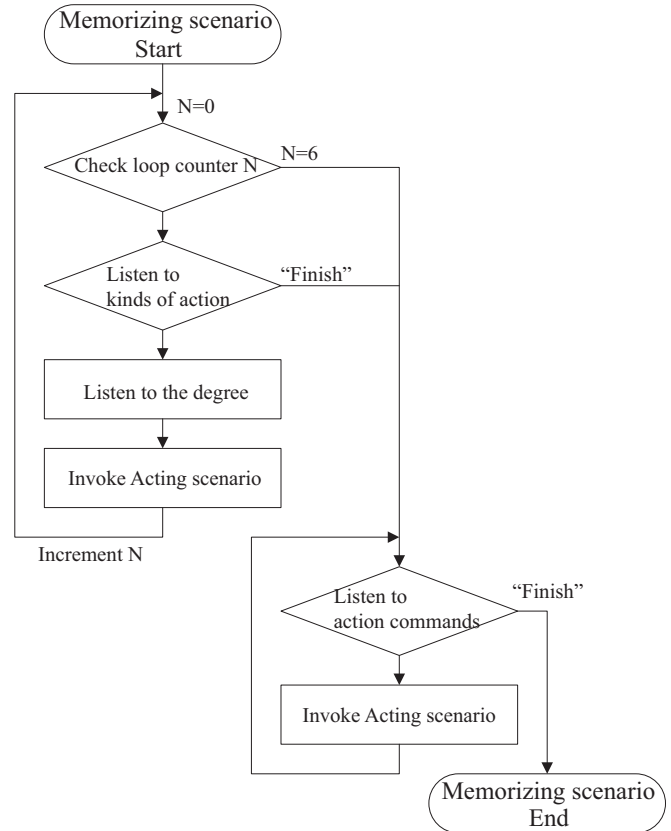 Memorizing scenario
Start
N=0
Check loop counter N
N=6
Listen to
kinds of action
“Finish”
Listen to the degree
Invoke Acting scenario
Increment N
Listen to
action commands
“Finish”
Invoke Acting scenario
Memorizing scenario
End